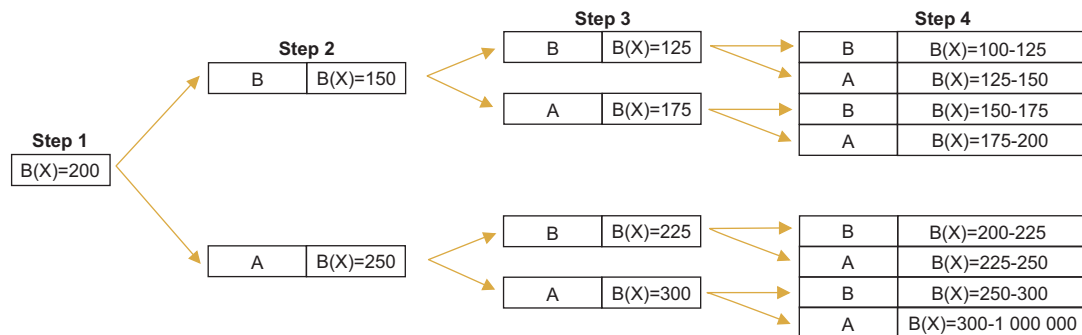 Step 1
B(X)=200
Step 2
B B(X)=150
A B(X)=250
Step 3
B B(X)=125
A B(X)=175
B B(X)=225
A B(X)=300
Step 4
B B(X)=100-125
A B(X)=125-150
B B(X)=150-175
A B(X)=175-200
B B(X)=200-225
A B(X)=225-250
B B(X)=250-300
A B(X)=300-1 000 000